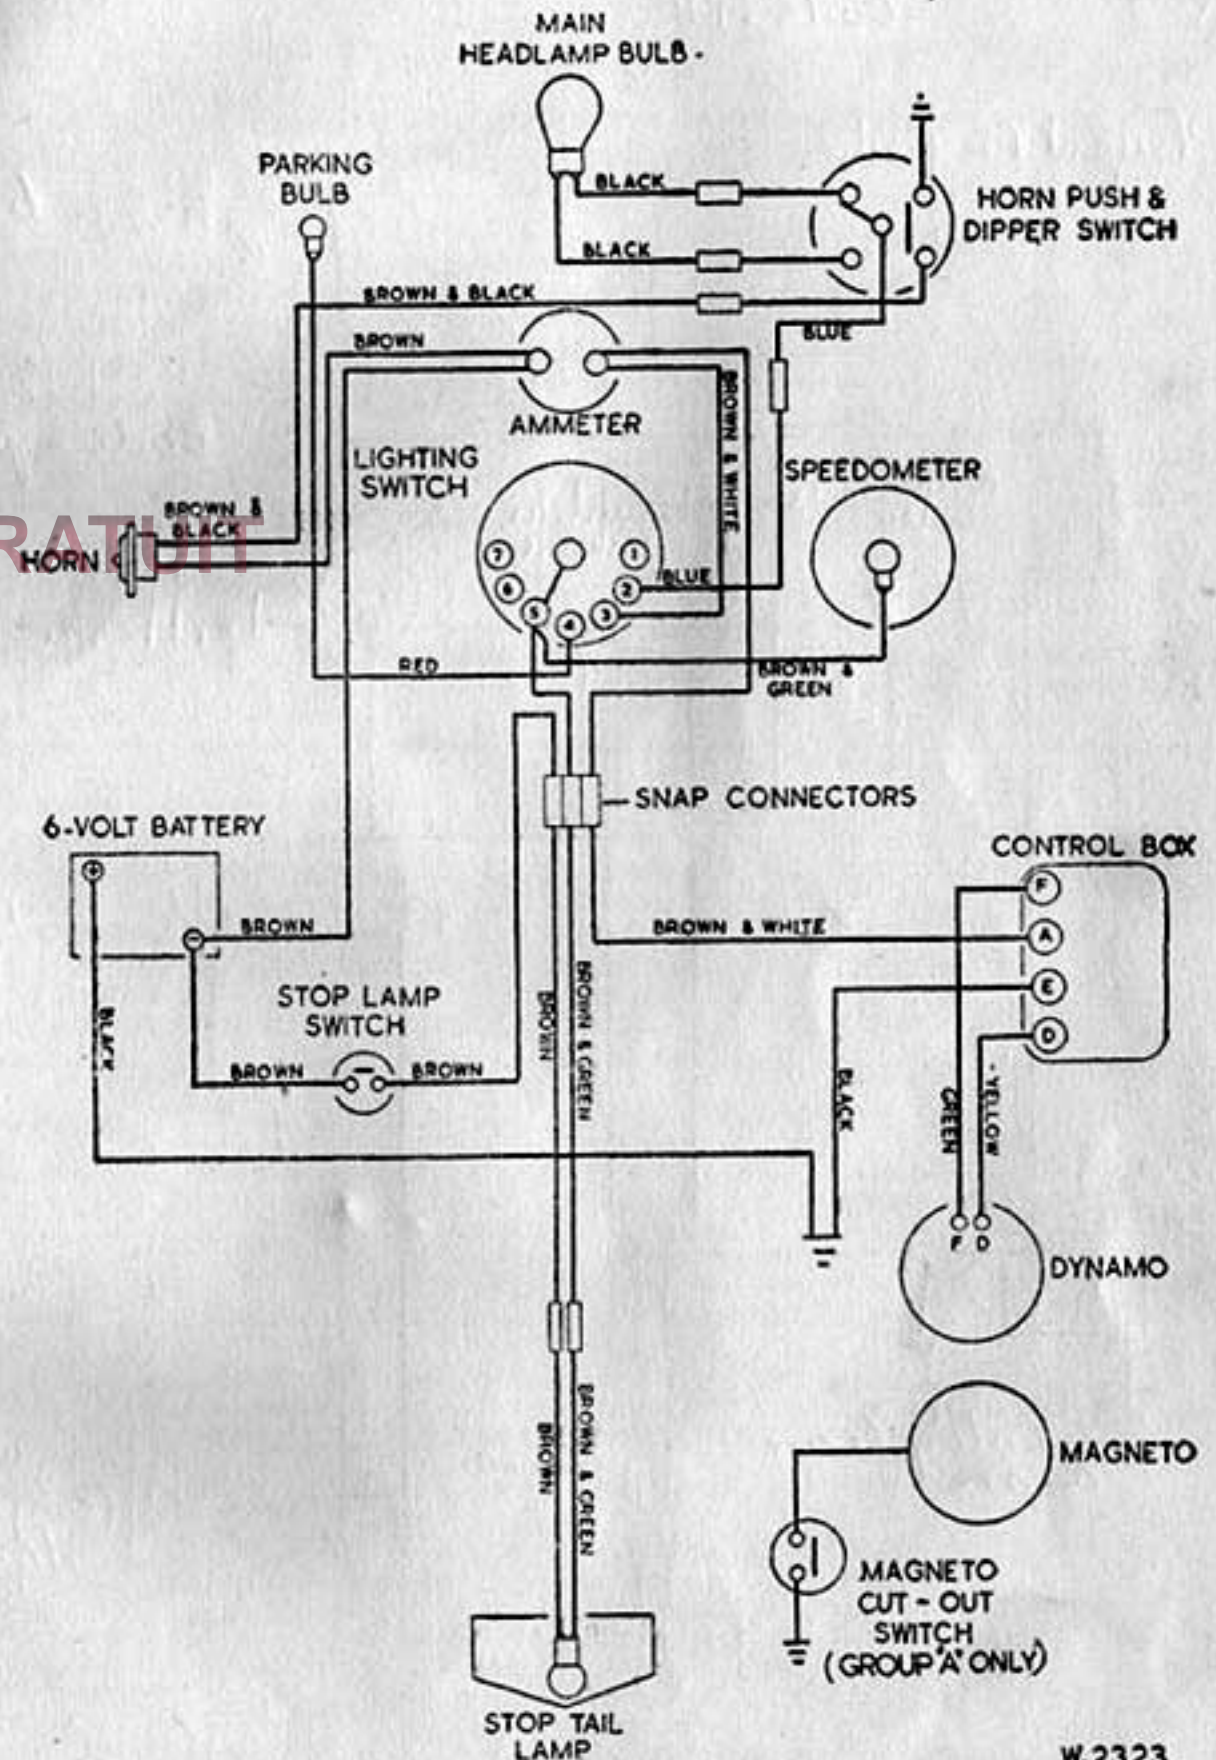 MAIN
HEADLAMP BULB -
PARKING
BULB
BLACK
BLACK
HORN PUSH &
DIPPER SWITCH
BROWN & BLACK
BLUE
BROWN
AMMETER
BROWN & WHITE
LIGHTING
SWITCH
SPEEDOMETER
BROWN &
BLACK
RATUIT
HORN
7
6
5
4
3
2
1
BLUE
RED
BROWN &
GREEN
SNAP CONNECTORS
6-VOLT BATTERY
+
-
BROWN
CONTROL BOX
F
A
E
D
BROWN & WHITE
STOP LAMP
SWITCH
BLACK
BROWN
BROWN
BROWN
BROWN & GREEN
BLACK
GREEN
YELLOW
F D
DYNAMO
MAGNETO
BROWN
BROWN & GREEN
MAGNETO
CUT - OUT
SWITCH
(GROUP "A" ONLY)
STOP TAIL
LAMP
W 2323